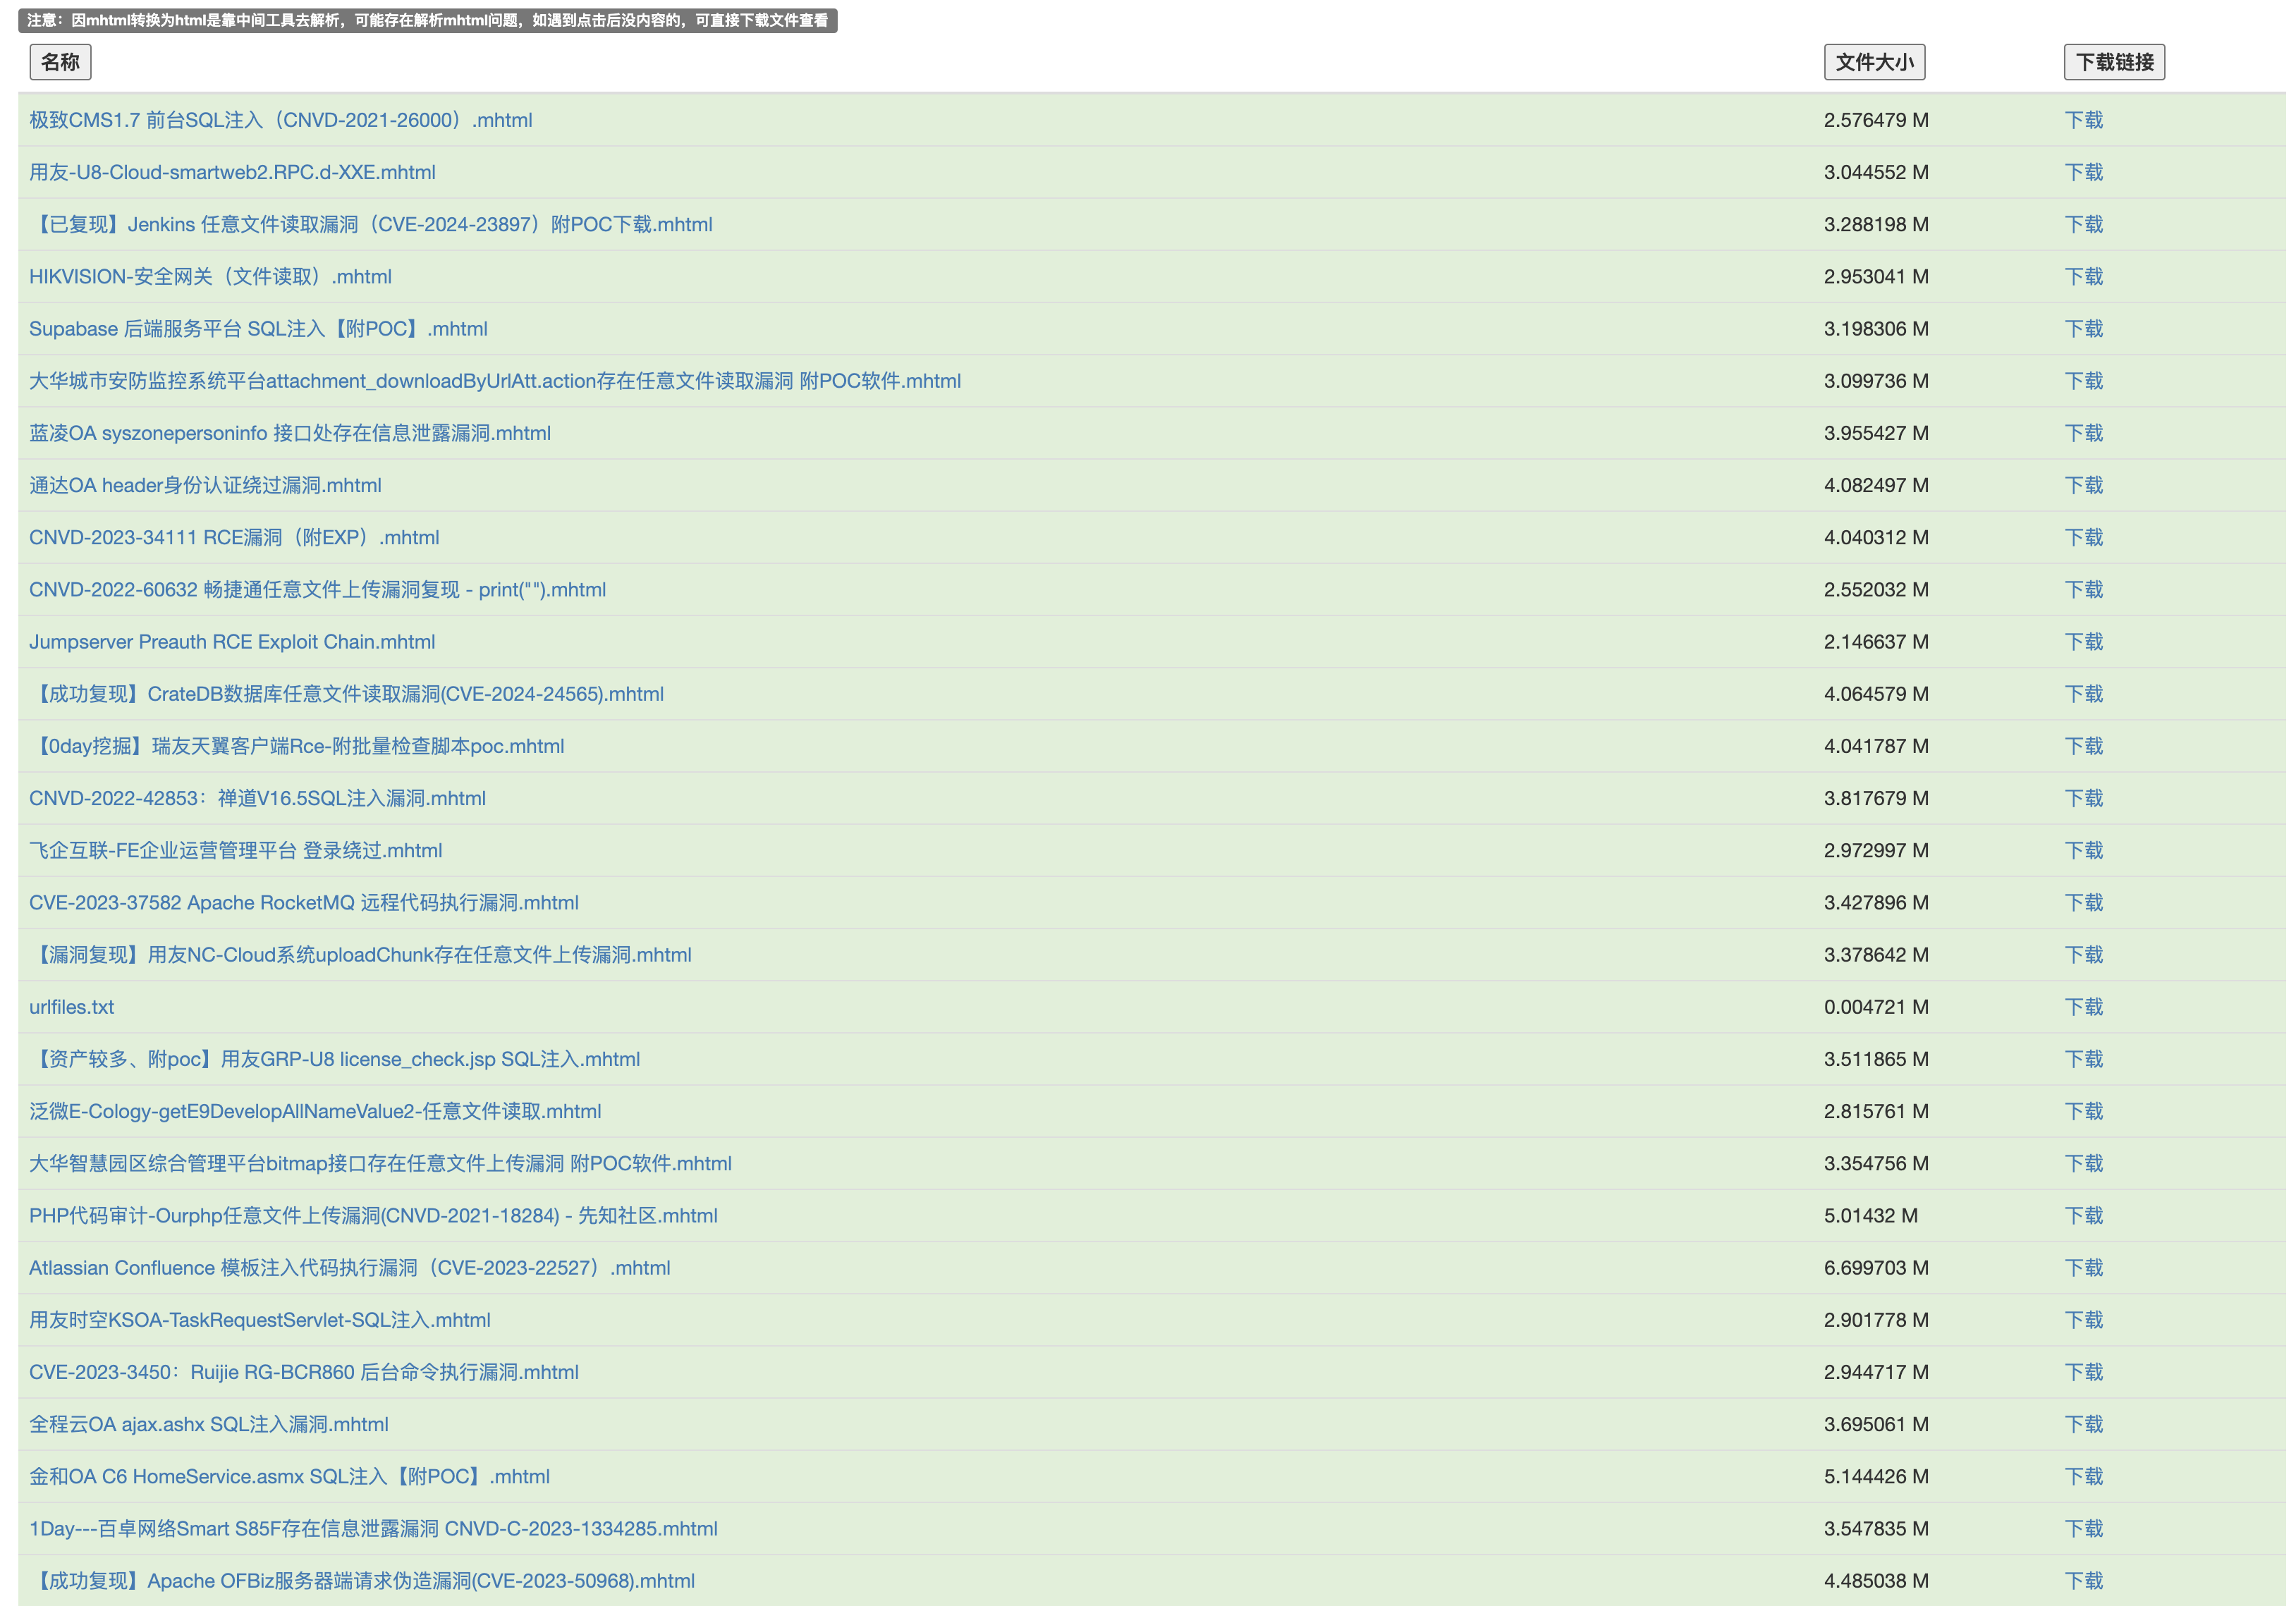 注意：因mhtml转换为html是靠中间工具去解析，可能存在解析mhtml问题，如遇到点击后没内容的，可直接下载文件查看
名称 文件大小 下载链接
极致CMS1.7 前台SQL注入（CNVD-2021-26000）.mhtml 2.576479 M 下载
用友-U8-Cloud-smartweb2.RPC.d-XXE.mhtml 3.044552 M 下载
【已复现】Jenkins 任意文件读取漏洞（CVE-2024-23897）附POC下载.mhtml 3.288198 M 下载
HIKVISION-安全网关（文件读取）.mhtml 2.953041 M 下载
Supabase 后端服务平台 SQL注入【附POC】.mhtml 3.198306 M 下载
大华城市安防监控系统平台attachment_downloadByUrlAtt.action存在任意文件读取漏洞 附POC软件.mhtml 3.099736 M 下载
蓝凌OA syszonepersoninfo 接口处存在信息泄露漏洞.mhtml 3.955427 M 下载
通达OA header身份认证绕过漏洞.mhtml 4.082497 M 下载
CNVD-2023-34111 RCE漏洞（附EXP）.mhtml 4.040312 M 下载
CNVD-2022-60632 畅捷通任意文件上传漏洞复现 - print("").mhtml 2.552032 M 下载
Jumpserver Preauth RCE Exploit Chain.mhtml 2.146637 M 下载
【成功复现】CrateDB数据库任意文件读取漏洞(CVE-2024-24565).mhtml 4.064579 M 下载
【0day挖掘】瑞友天翼客户端Rce-附批量检查脚本poc.mhtml 4.041787 M 下载
CNVD-2022-42853：禅道V16.5SQL注入漏洞.mhtml 3.817679 M 下载
飞企互联-FE企业运营管理平台 登录绕过.mhtml 2.972997 M 下载
CVE-2023-37582 Apache RocketMQ 远程代码执行漏洞.mhtml 3.427896 M 下载
【漏洞复现】用友NC-Cloud系统uploadChunk存在任意文件上传漏洞.mhtml 3.378642 M 下载
urlfiles.txt 0.004721 M 下载
【资产较多、附poc】用友GRP-U8 license_check.jsp SQL注入.mhtml 3.511865 M 下载
泛微E-Cology-getE9DevelopAllNameValue2-任意文件读取.mhtml 2.815761 M 下载
大华智慧园区综合管理平台bitmap接口存在任意文件上传漏洞 附POC软件.mhtml 3.354756 M 下载
PHP代码审计-Ourphp任意文件上传漏洞(CNVD-2021-18284) - 先知社区.mhtml 5.01432 M 下载
Atlassian Confluence 模板注入代码执行漏洞（CVE-2023-22527）.mhtml 6.699703 M 下载
用友时空KSOA-TaskRequestServlet-SQL注入.mhtml 2.901778 M 下载
CVE-2023-3450：Ruijie RG-BCR860 后台命令执行漏洞.mhtml 2.944717 M 下载
全程云OA ajax.ashx SQL注入漏洞.mhtml 3.695061 M 下载
金和OA C6 HomeService.asmx SQL注入【附POC】.mhtml 5.144426 M 下载
1Day---百卓网络Smart S85F存在信息泄露漏洞 CNVD-C-2023-1334285.mhtml 3.547835 M 下载
【成功复现】Apache OFBiz服务器端请求伪造漏洞(CVE-2023-50968).mhtml 4.485038 M 下载